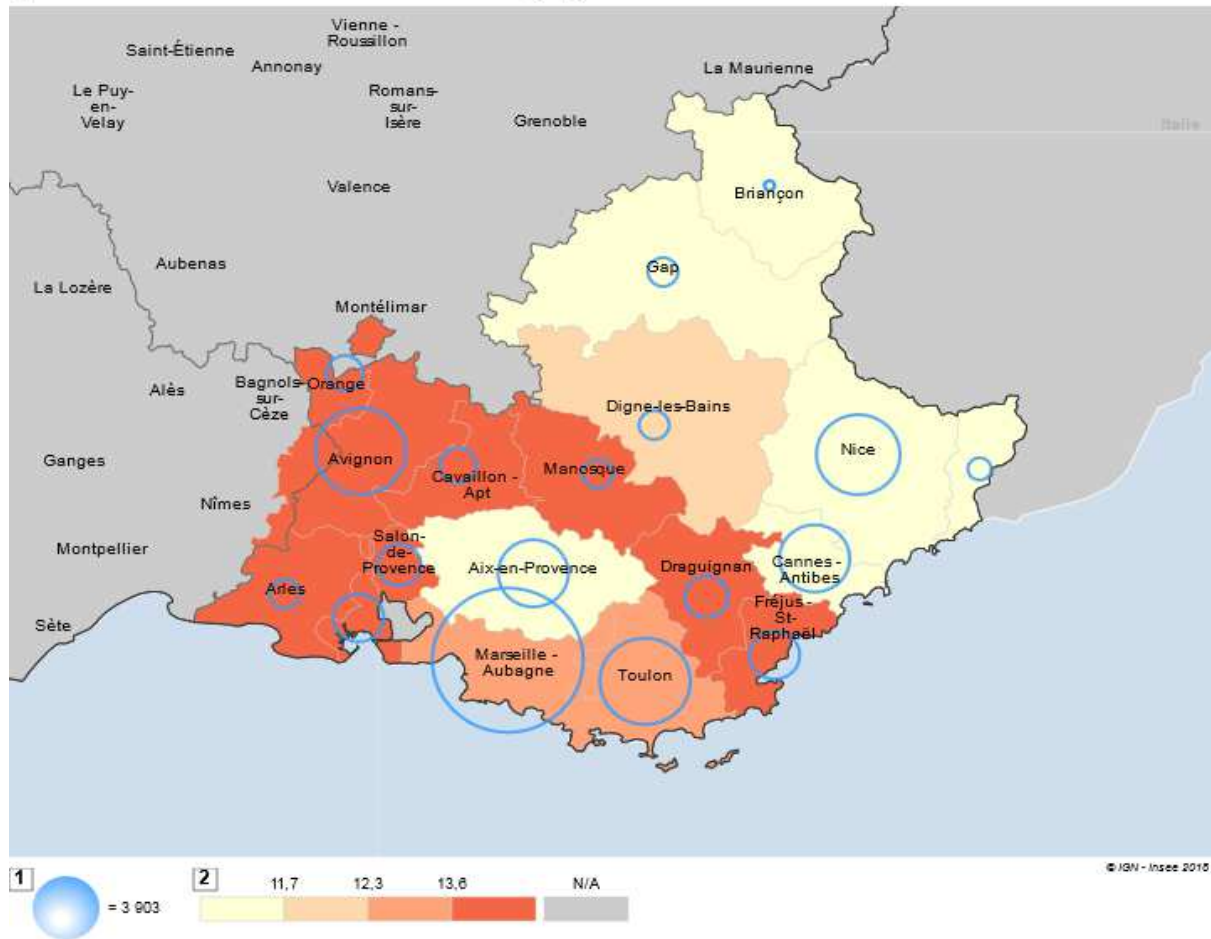 Vienne -
Roussillon
Saint-Étienne
Annonay
La Maurienne
Le Puy-
en-
Velay
Romans-
sur-
Isère
Grenoble
Italie
Valence
Briançon
Aubenas
Gap
La Lozère
Montélimar
Alès
Bagnols-
sur-
Cèze
Orange
Digne-les-Bains
Nice
Ganges
Avignon
Cavaillon -
Apt
Manosque
Nîmes
Montpellier
Salon-
de-
Provence
Aix-en-Provence
Draguignan
Cannes -
Antibes
Arles
Fréjus -
St-
Raphaël
Sète
Marseille -
Aubagne
Toulon
© IGN - Insee 2016
1
= 3 903
2
11,7
12,3
13,6
N/A